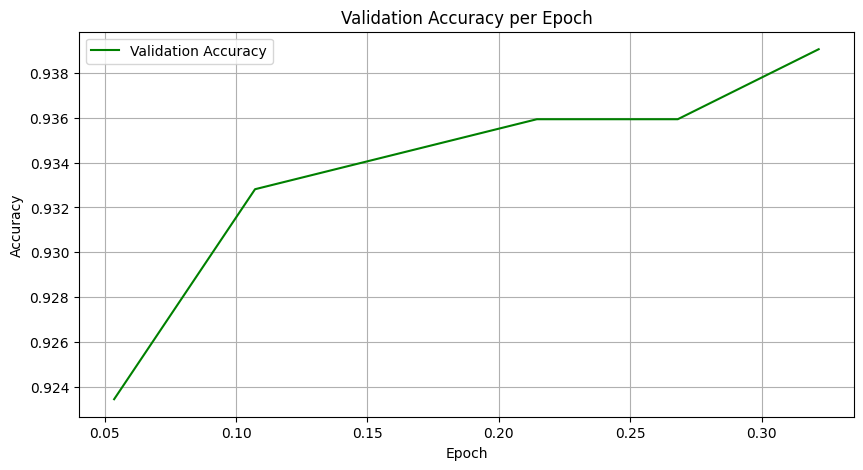 Validation Accuracy per Epoch
Validation Accuracy
Accuracy
0.938
0.936
0.934
0.932
0.930
0.928
0.926
0.924
0.05 0.10 0.15 0.20 0.25 0.30
Epoch